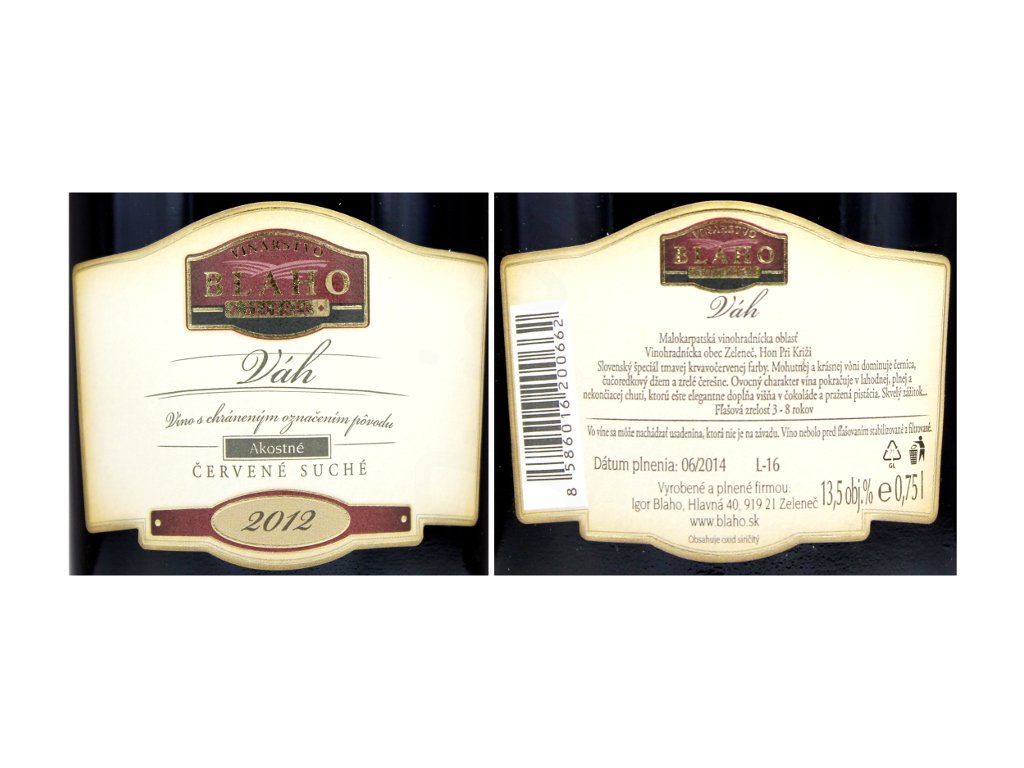 VINÁRSTVO
BLAHO
Váh
Víno s chráneným označením pôvodu
Akostné
ČERVENÉ SUCHÉ
2012
VINÁRSTVO
BLAHO
Váh
Malokarpatská vinohradnícka oblasť
Vinohradnícka obec Zeleneč, Hon Pri Kríži
Slovenský špeciál tmavej krvavočervenej farby. Mohutnej a krásnej vôni dominuje černica,
čučoriedkový džem a zrelé čerešne. Ovocný charakter vína pokračuje v lahodnej, plnej a
nekončiacej chuti, ktorú ešte elegantne dopĺňa višňa v čokoláde a pražená pistácia. Skvelý zážitok...
Fľašová zrelosť 3 - 8 rokov
Vo víne sa môže nachádzať usadenina, ktorá nie je na závadu. Víno nebolo pred fľašovaním stabilizované a filtrované.
Dátum plnenia: 06/2014 L-16
GL
Vyrobené a plnené firmou:
Igor Blaho, Hlavná 40, 919 21 Zeleneč
www.blaho.sk
13,5 obj.% e 0,75 l
Obsahuje oxid siričitý
8 586016 200662